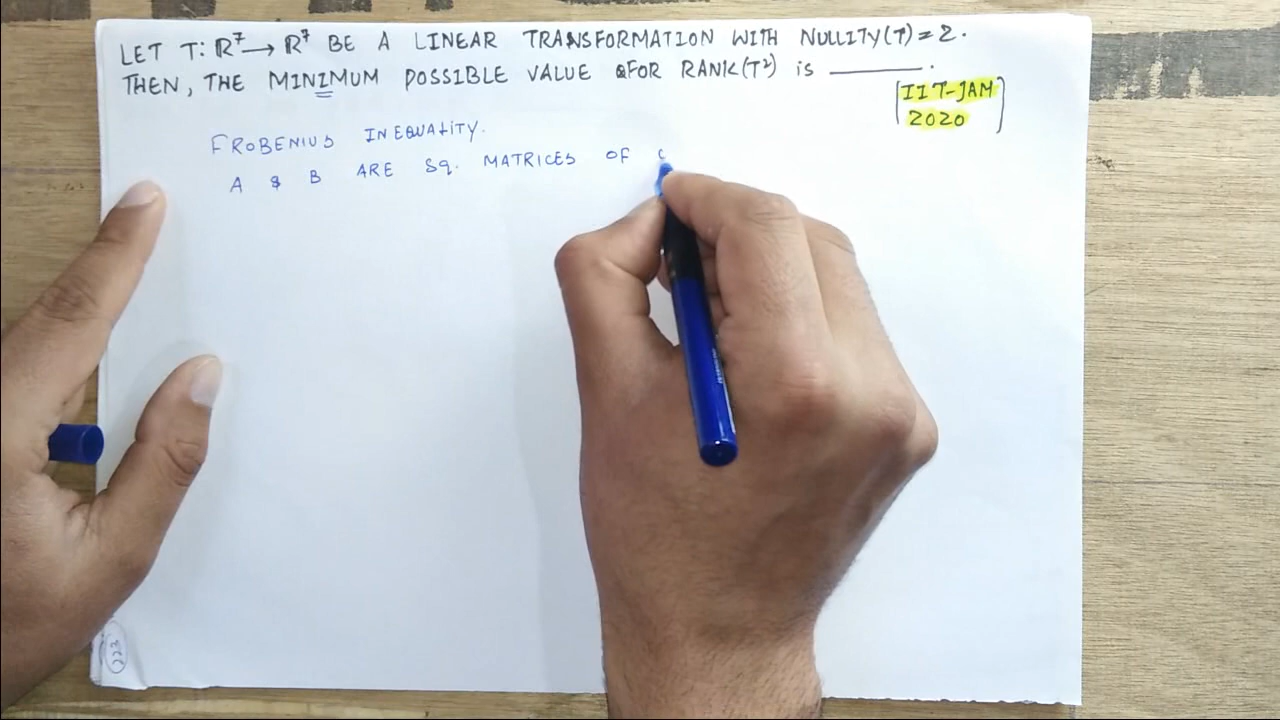 LET T: ℝ⁷ → ℝ⁷ BE A LINEAR TRANSFORMATION WITH NULLITY(T) = 2.
THEN, THE MINIMUM POSSIBLE VALUE FOR RANK(T²) is ______.
[IIT-JAM
2020]
FROBENIUS INEQUALITY.
A & B ARE Sq. MATRICES OF